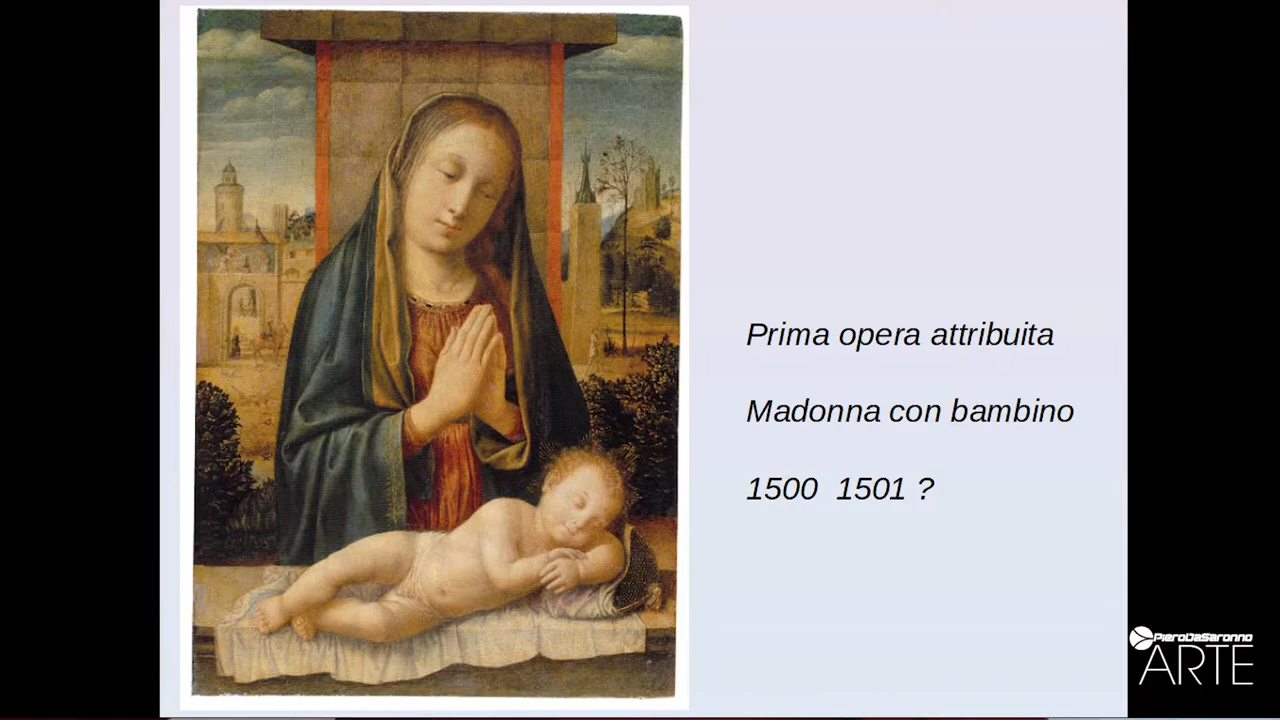 Prima opera attribuita
Madonna con bambino
1500 1501 ?
PieroDaSaronno
ARTE